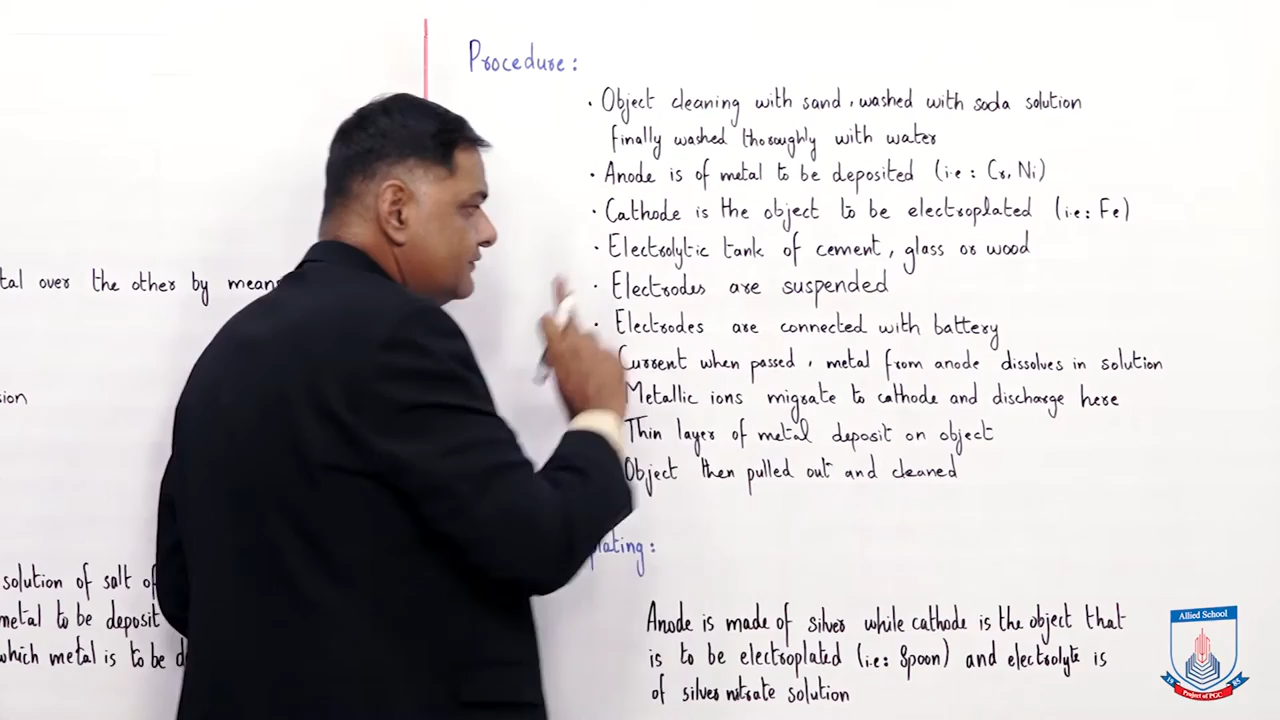 Procedure:
· Object cleaning with sand, washed with soda solution
finally washed thoroughly with water
· Anode is of metal to be deposited (i.e: Cr, Ni)
· Cathode is the object to be electroplated (i.e: Fe)
· Electrolytic tank of cement, glass or wood
· Electrodes are suspended
· Electrodes are connected with battery
Current when passed, metal from anode dissolves in solution
Metallic ions migrate to cathode and discharge here
Thin layer of metal deposit on object
Object then pulled out and cleaned
plating:
Anode is made of silver while cathode is the object that
is to be electroplated (i.e: Spoon) and electrolyte is
of silver nitrate solution
tal over the other by means
sion
solution of salt of
metal to be deposit
which metal is to be d
Allied School
19 85
Project of PGC